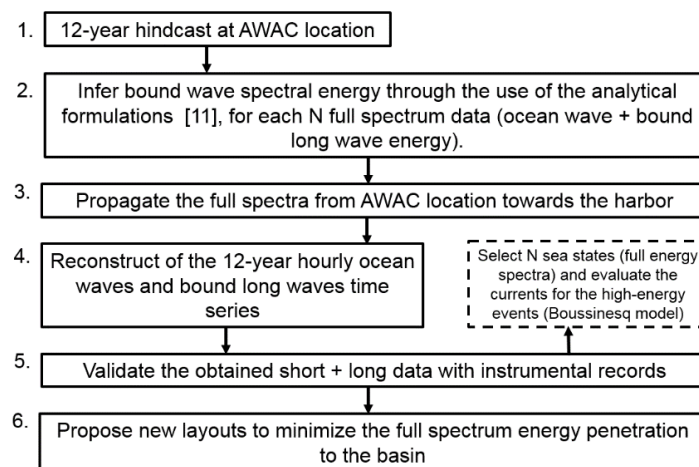 1. 12-year hindcast at AWAC location
2. Infer bound wave spectral energy through the use of the analytical
formulations [11], for each N full spectrum data (ocean wave + bound
long wave energy).
3. Propagate the full spectra from AWAC location towards the harbor
4. Reconstruct of the 12-year hourly ocean
waves and bound long waves time
series
Select N sea states (full energy
spectra) and evaluate the
currents for the high-energy
events (Boussinesq model)
5. Validate the obtained short + long data with instrumental records
6. Propose new layouts to minimize the full spectrum energy penetration
to the basin